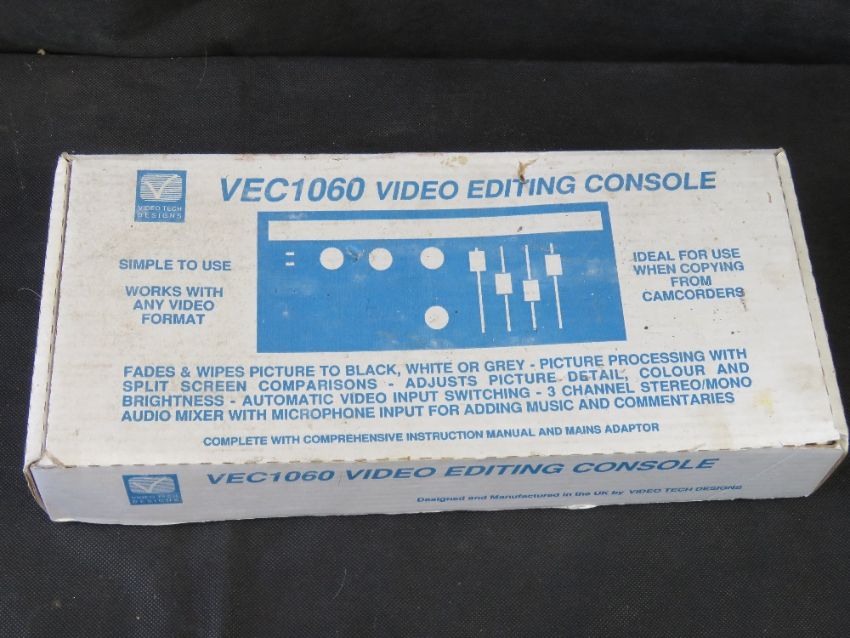 VIDEO TECH
DESIGNS
VEC1060 VIDEO EDITING CONSOLE
SIMPLE TO USE
WORKS WITH
ANY VIDEO
FORMAT
IDEAL FOR USE
WHEN COPYING
FROM
CAMCORDERS
FADES & WIPES PICTURE TO BLACK, WHITE OR GREY - PICTURE PROCESSING WITH
SPLIT SCREEN COMPARISONS - ADJUSTS PICTURE DETAIL, COLOUR AND
BRIGHTNESS - AUTOMATIC VIDEO INPUT SWITCHING - 3 CHANNEL STEREO/MONO
AUDIO MIXER WITH MICROPHONE INPUT FOR ADDING MUSIC AND COMMENTARIES
COMPLETE WITH COMPREHENSIVE INSTRUCTION MANUAL AND MAINS ADAPTOR
VIDEO TECH
DESIGNS
VEC1060 VIDEO EDITING CONSOLE
Designed and Manufactured in the UK by VIDEO TECH DESIGNS